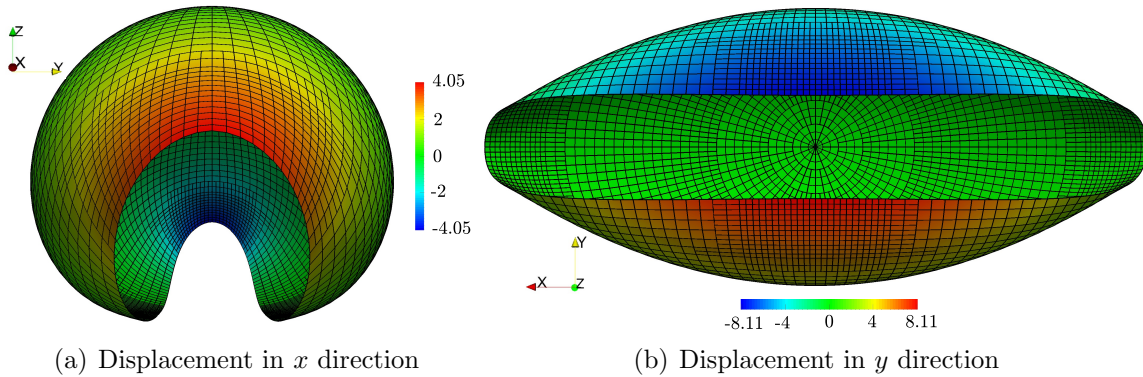 Z
X
Y
4.05
2
0
-2
-4.05
Y
X
Z
-8.11 -4 0 4 8.11
(a) Displacement in x direction
(b) Displacement in y direction